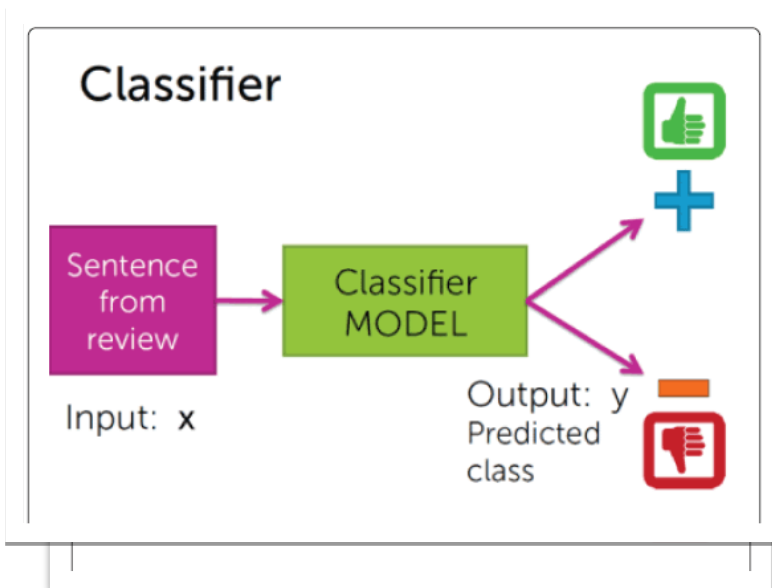 Classifier
Sentence
from
review
Classifier
MODEL
Input: x
Output: y
Predicted
class